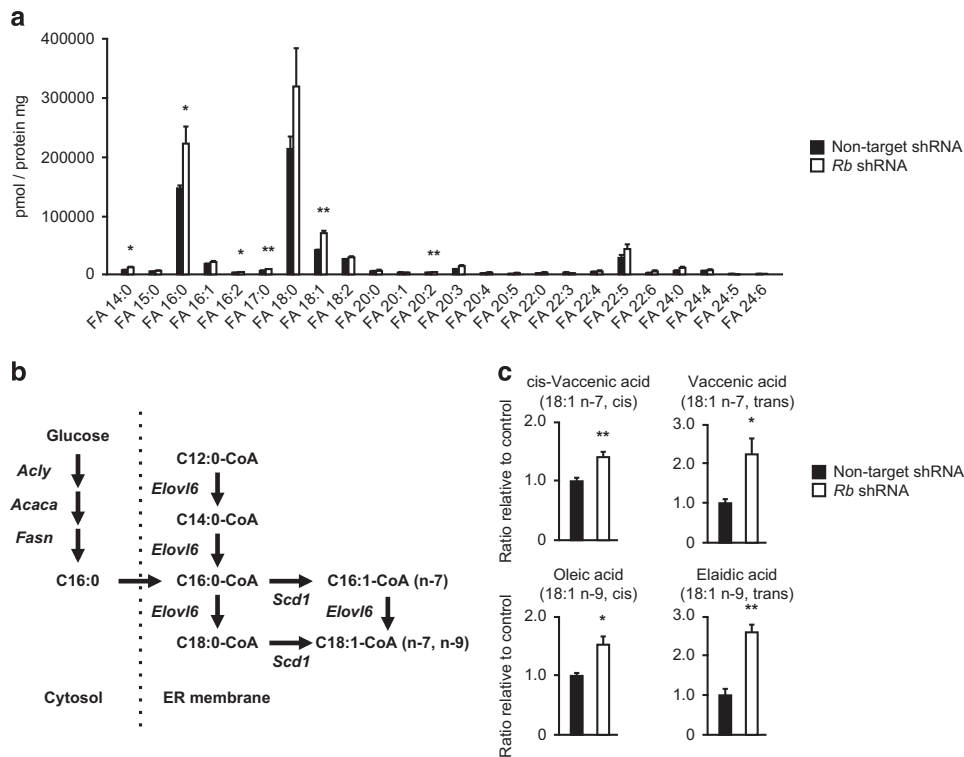 a
pmol / protein mg
400000
300000
200000
100000
0
*
*
*
**
**
**
FA 14:0
FA 15:0
FA 16:0
FA 16:1
FA 16:2
FA 17:0
FA 18:0
FA 18:1
FA 18:2
FA 20:0
FA 20:1
FA 20:2
FA 20:3
FA 20:4
FA 20:5
FA 22:0
FA 22:3
FA 22:4
FA 22:5
FA 22:6
FA 24:0
FA 24:4
FA 24:5
FA 24:6
Non-target shRNA
Rb shRNA
b
Glucose
Acly
Acaca
Fasn
C16:0
Cytosol
C12:0-CoA
Elovl6
C14:0-CoA
Elovl6
C16:0-CoA
Scd1
C16:1-CoA (n-7)
Elovl6
Elovl6
C18:0-CoA
Scd1
C18:1-CoA (n-7, n-9)
ER membrane
c
cis-Vaccenic acid
(18:1 n-7, cis)
Ratio relative to control
2.0
1.0
0
**
Vaccenic acid
(18:1 n-7, trans)
3.0
2.0
1.0
0
*
Oleic acid
(18:1 n-9, cis)
Ratio relative to control
2.0
1.0
0
*
Elaidic acid
(18:1 n-9, trans)
3.0
2.0
1.0
0
**
Non-target shRNA
Rb shRNA